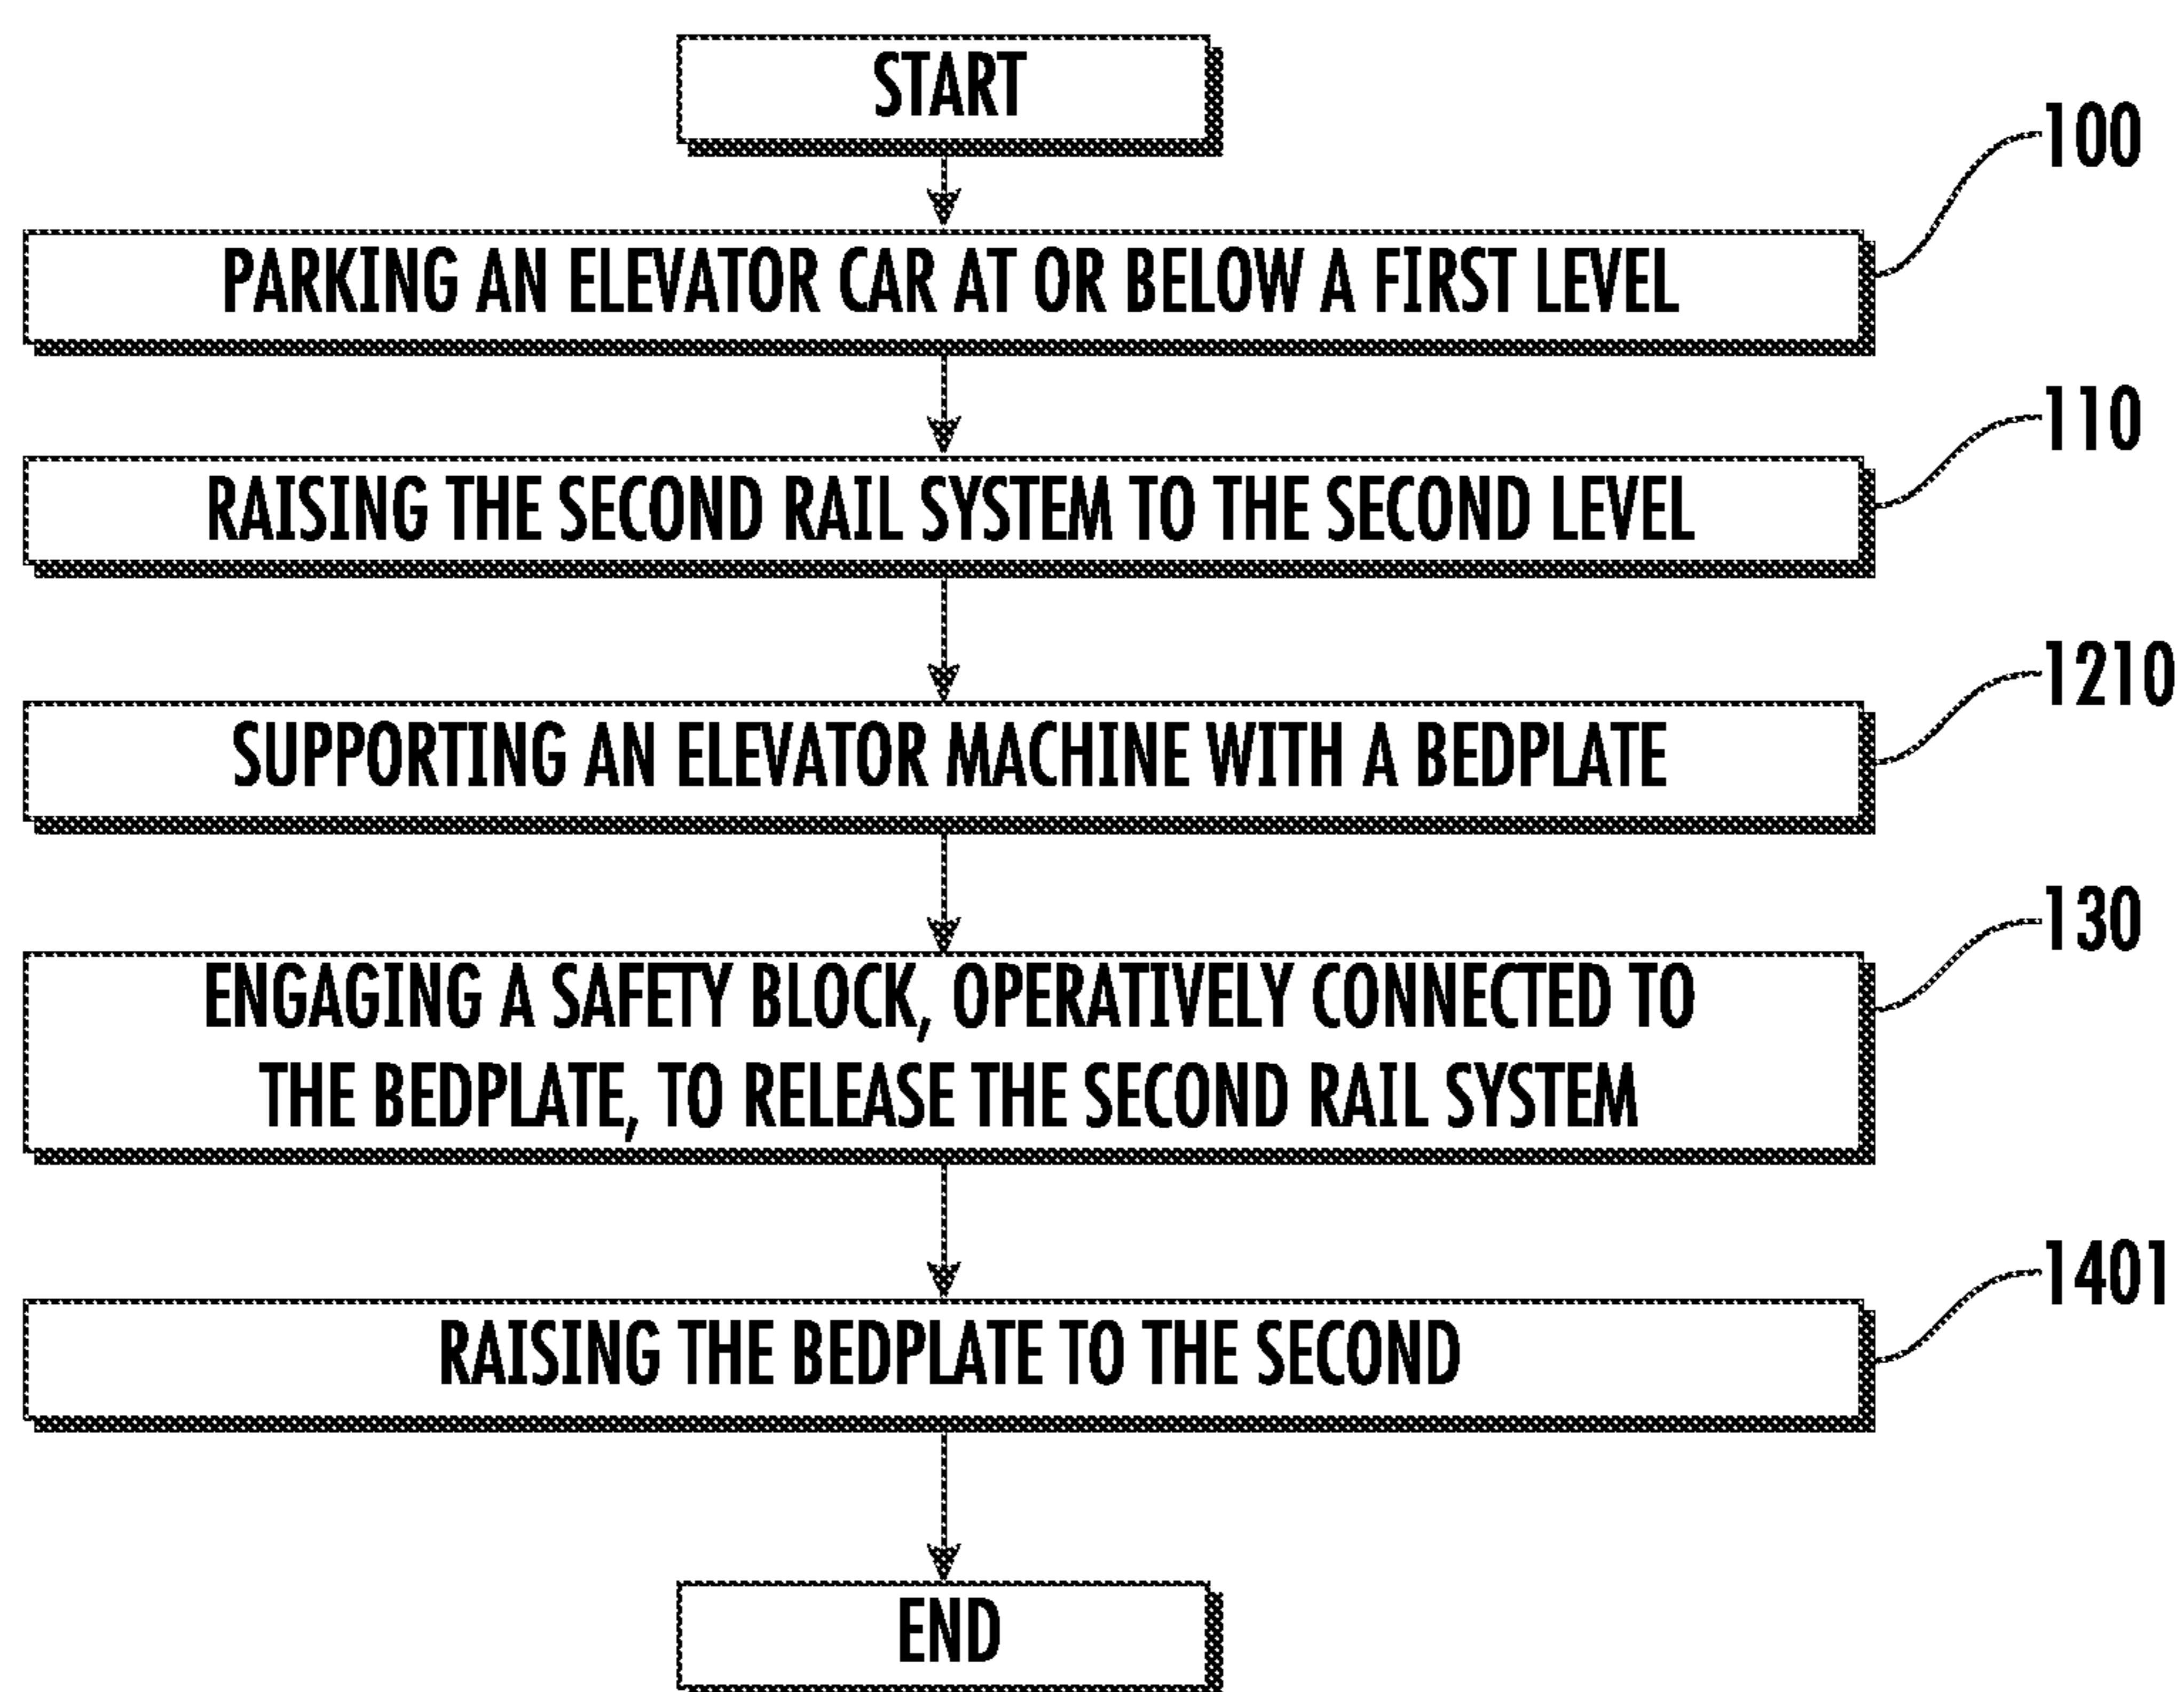 START
100
PARKING AN ELEVATOR CAR AT OR BELOW A FIRST LEVEL
110
RAISING THE SECOND RAIL SYSTEM TO THE SECOND LEVEL
1210
SUPPORTING AN ELEVATOR MACHINE WITH A BEDPLATE
130
ENGAGING A SAFETY BLOCK, OPERATIVELY CONNECTED TO
THE BEDPLATE, TO RELEASE THE SECOND RAIL SYSTEM
1401
RAISING THE BEDPLATE TO THE SECOND
END